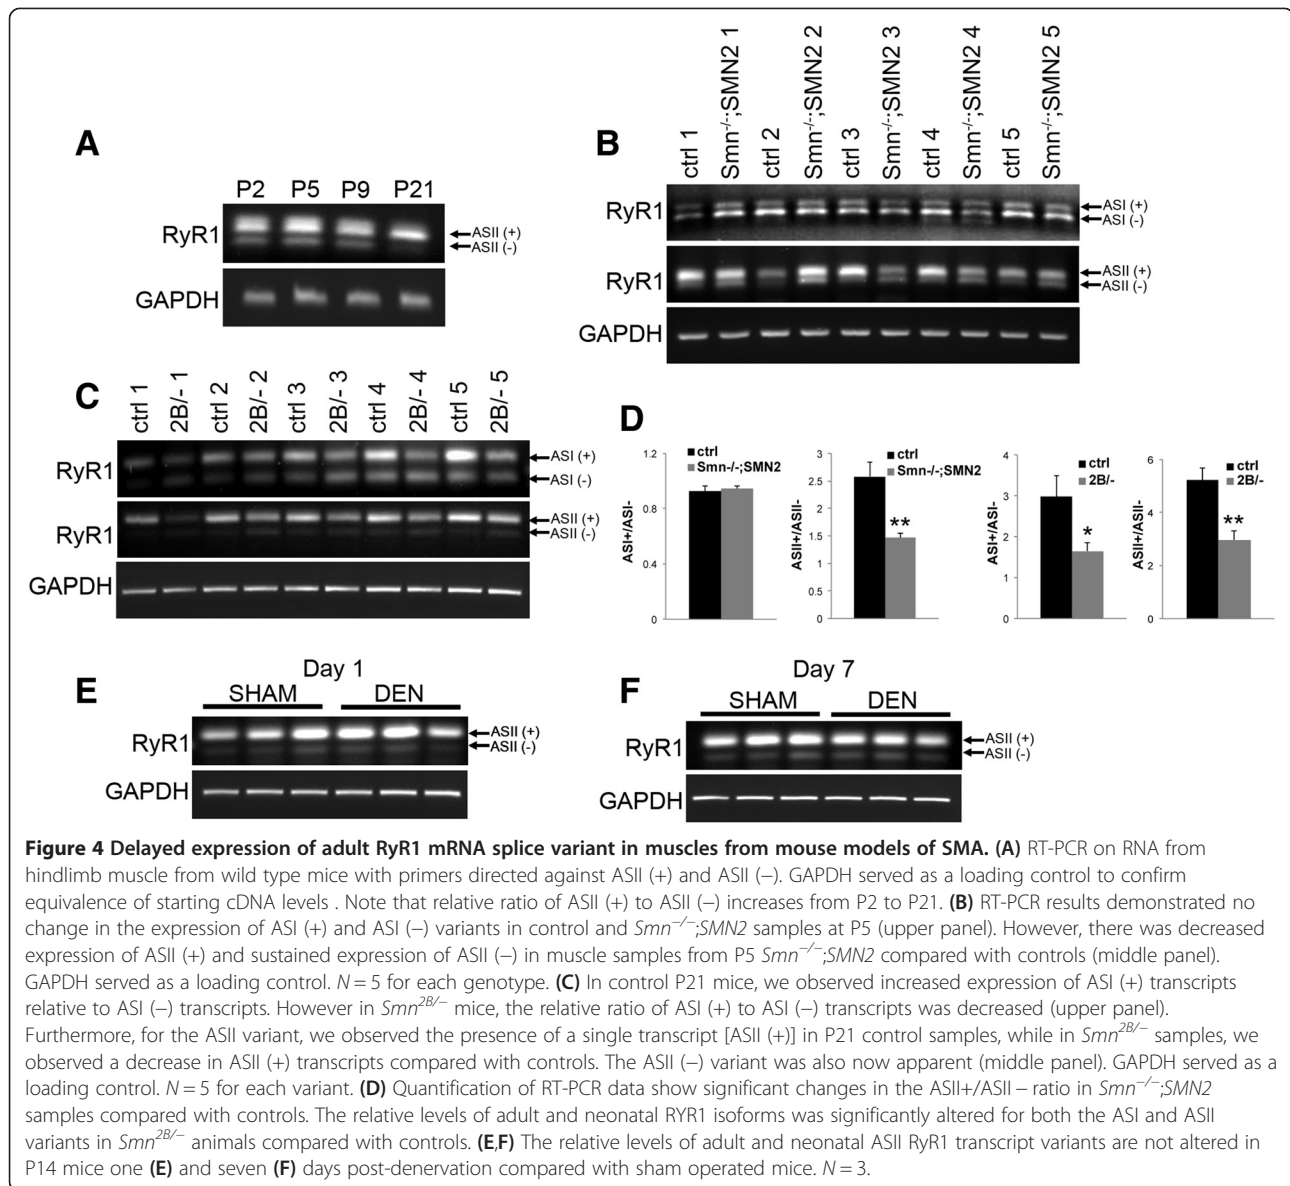 A
P2 P5 P9 P21
RyR1
ASII (+)
ASII (-)
GAPDH
B
ctrl 1
Smn-/-;SMN2 1
ctrl 2
Smn-/-;SMN2 2
ctrl 3
Smn-/-;SMN2 3
ctrl 4
Smn-/-;SMN2 4
ctrl 5
Smn-/-;SMN2 5
RyR1
ASI (+)
ASI (-)
RyR1
ASII (+)
ASII (-)
GAPDH
C
ctrl 1
2B/- 1
ctrl 2
2B/- 2
ctrl 3
2B/- 3
ctrl 4
2B/- 4
ctrl 5
2B/- 5
RyR1
ASI (+)
ASI (-)
RyR1
ASII (+)
ASII (-)
GAPDH
D
ASI+/ASI-
1.2
0.8
0.4
0
ctrl
Smn-/-;SMN2
ASII+/ASII-
3
2.5
2
1.5
1
0.5
0
ctrl
Smn-/-;SMN2
**
ASI+/ASI-
4
3
2
1
0
ctrl
2B/-
*
ASII+/ASII-
6
4
2
0
ctrl
2B/-
**
E
Day 1
SHAM DEN
RyR1
ASII (+)
ASII (-)
GAPDH
F
Day 7
SHAM DEN
RyR1
ASII (+)
ASII (-)
GAPDH
Figure 4 Delayed expression of adult RyR1 mRNA splice variant in muscles from mouse models of SMA. (A) RT-PCR on RNA from
hindlimb muscle from wild type mice with primers directed against ASII (+) and ASII (−). GAPDH served as a loading control to confirm
equivalence of starting cDNA levels . Note that relative ratio of ASII (+) to ASII (−) increases from P2 to P21. (B) RT-PCR results demonstrated no
change in the expression of ASI (+) and ASI (−) variants in control and Smn−/−;SMN2 samples at P5 (upper panel). However, there was decreased
expression of ASII (+) and sustained expression of ASII (−) in muscle samples from P5 Smn−/−;SMN2 compared with controls (middle panel).
GAPDH served as a loading control. N = 5 for each genotype. (C) In control P21 mice, we observed increased expression of ASI (+) transcripts
relative to ASI (−) transcripts. However in Smn2B/− mice, the relative ratio of ASI (+) to ASI (−) transcripts was decreased (upper panel).
Furthermore, for the ASII variant, we observed the presence of a single transcript [ASII (+)] in P21 control samples, while in Smn2B/− samples, we
observed a decrease in ASII (+) transcripts compared with controls. The ASII (−) variant was also now apparent (middle panel). GAPDH served as a
loading control. N = 5 for each variant. (D) Quantification of RT-PCR data show significant changes in the ASII+/ASII − ratio in Smn−/−;SMN2
samples compared with controls. The relative levels of adult and neonatal RYR1 isoforms was significantly altered for both the ASI and ASII
variants in Smn2B/− animals compared with controls. (E,F) The relative levels of adult and neonatal ASII RyR1 transcript variants are not altered in
P14 mice one (E) and seven (F) days post-denervation compared with sham operated mice. N = 3.